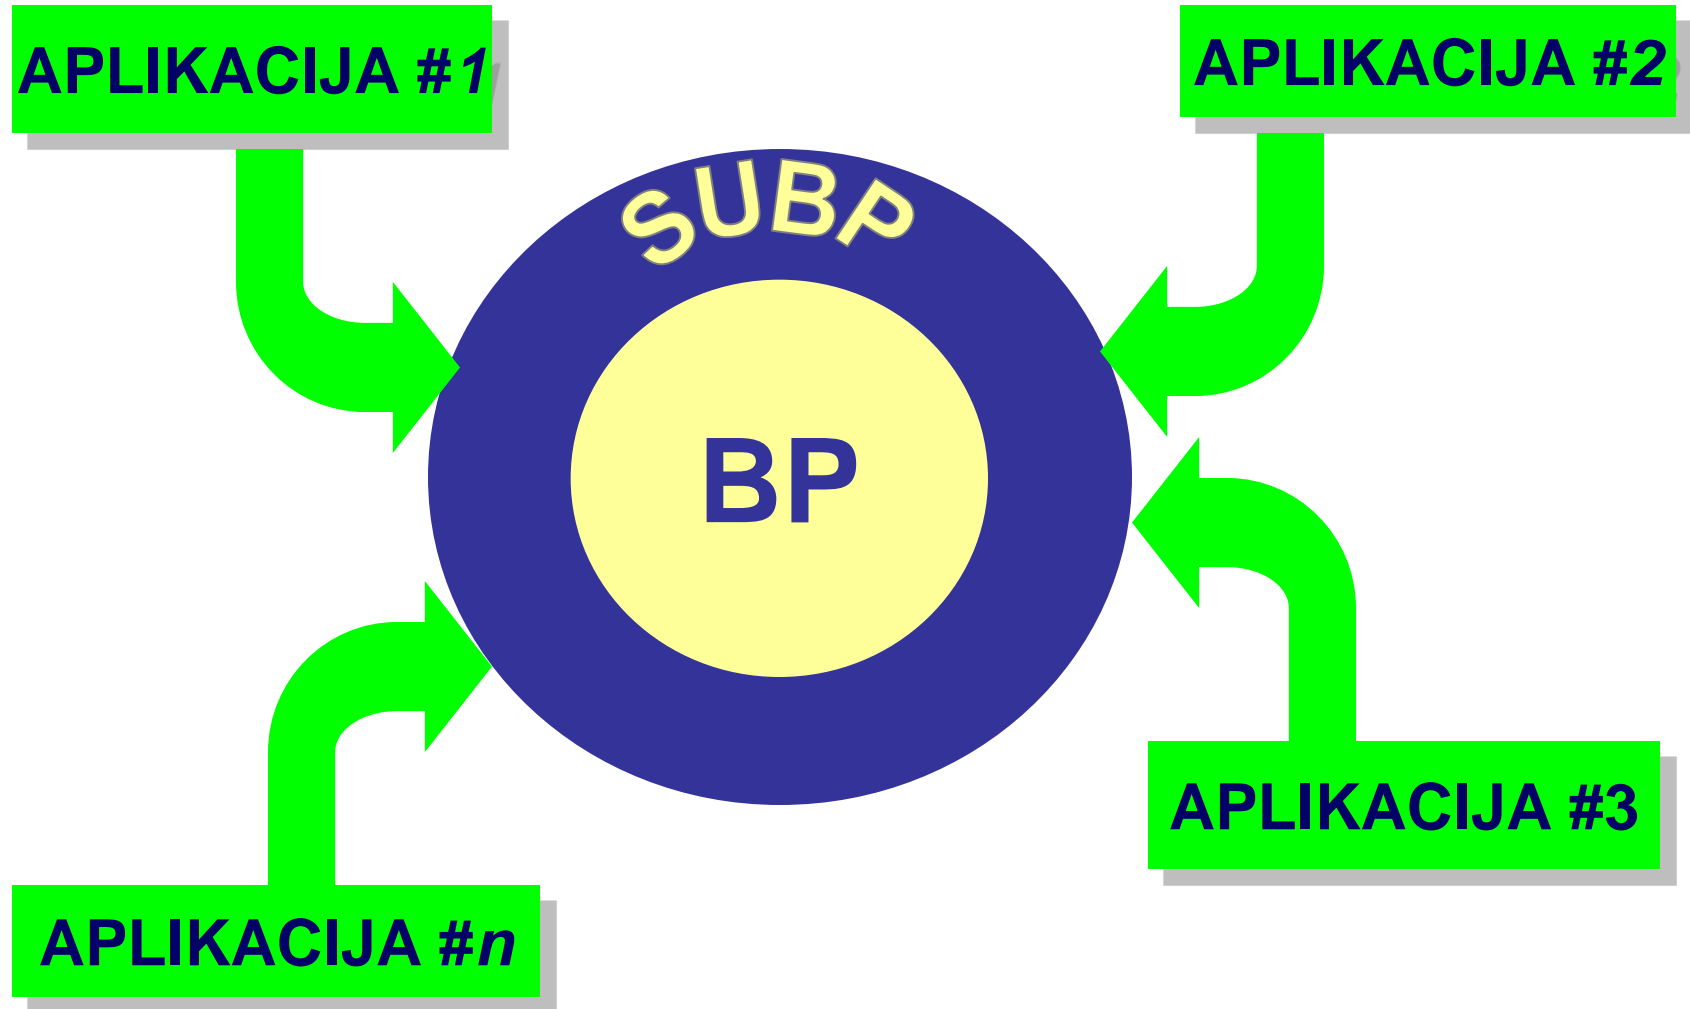 APLIKACIJA #1
APLIKACIJA #2
SUBP
BP
APLIKACIJA #3
APLIKACIJA #n